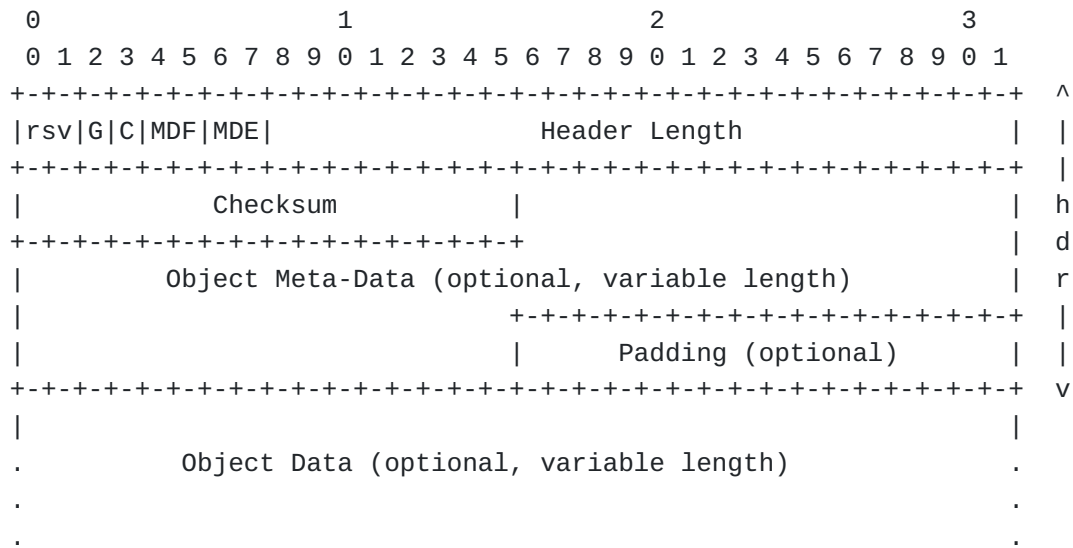 0                   1                   2                   3
 0 1 2 3 4 5 6 7 8 9 0 1 2 3 4 5 6 7 8 9 0 1 2 3 4 5 6 7 8 9 0 1
+-+-+-+-+-+-+-+-+-+-+-+-+-+-+-+-+-+-+-+-+-+-+-+-+-+-+-+-+-+-+-+-+  ^
|rsv|G|C|MDF|MDE|                 Header Length                 |  |
+-+-+-+-+-+-+-+-+-+-+-+-+-+-+-+-+-+-+-+-+-+-+-+-+-+-+-+-+-+-+-+-+  |
|            Checksum           |                               |  h
+-+-+-+-+-+-+-+-+-+-+-+-+-+-+-+-+                               |  d
|         Object Meta-Data (optional, variable length)          |  r
|                               +-+-+-+-+-+-+-+-+-+-+-+-+-+-+-+-+  |
|                               |      Padding (optional)       |  |
+-+-+-+-+-+-+-+-+-+-+-+-+-+-+-+-+-+-+-+-+-+-+-+-+-+-+-+-+-+-+-+-+  v
|                                                               |
.          Object Data (optional, variable length)              .
.                                                               .
.                                                               .